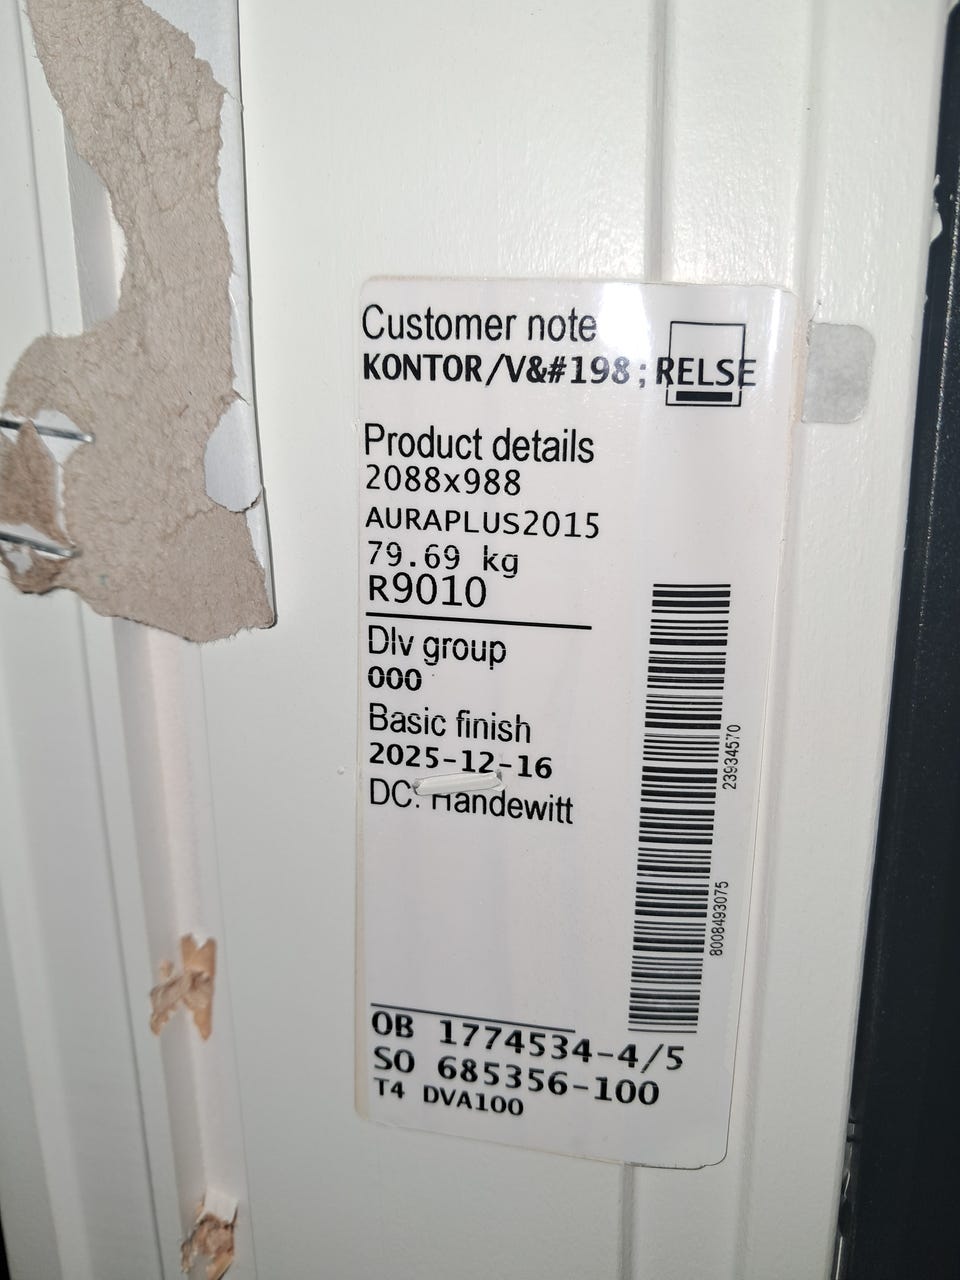 Customer note
KONTOR/V&#198;RELSE
Product details
2088x988
AURAPLUS2015
79.69 kg
R9010
Dlv group
000
Basic finish
2025-12-16
DC: Handewitt
23934570
8008493075
OB 1774534-4/5
SO 685356-100
T4 DVA100